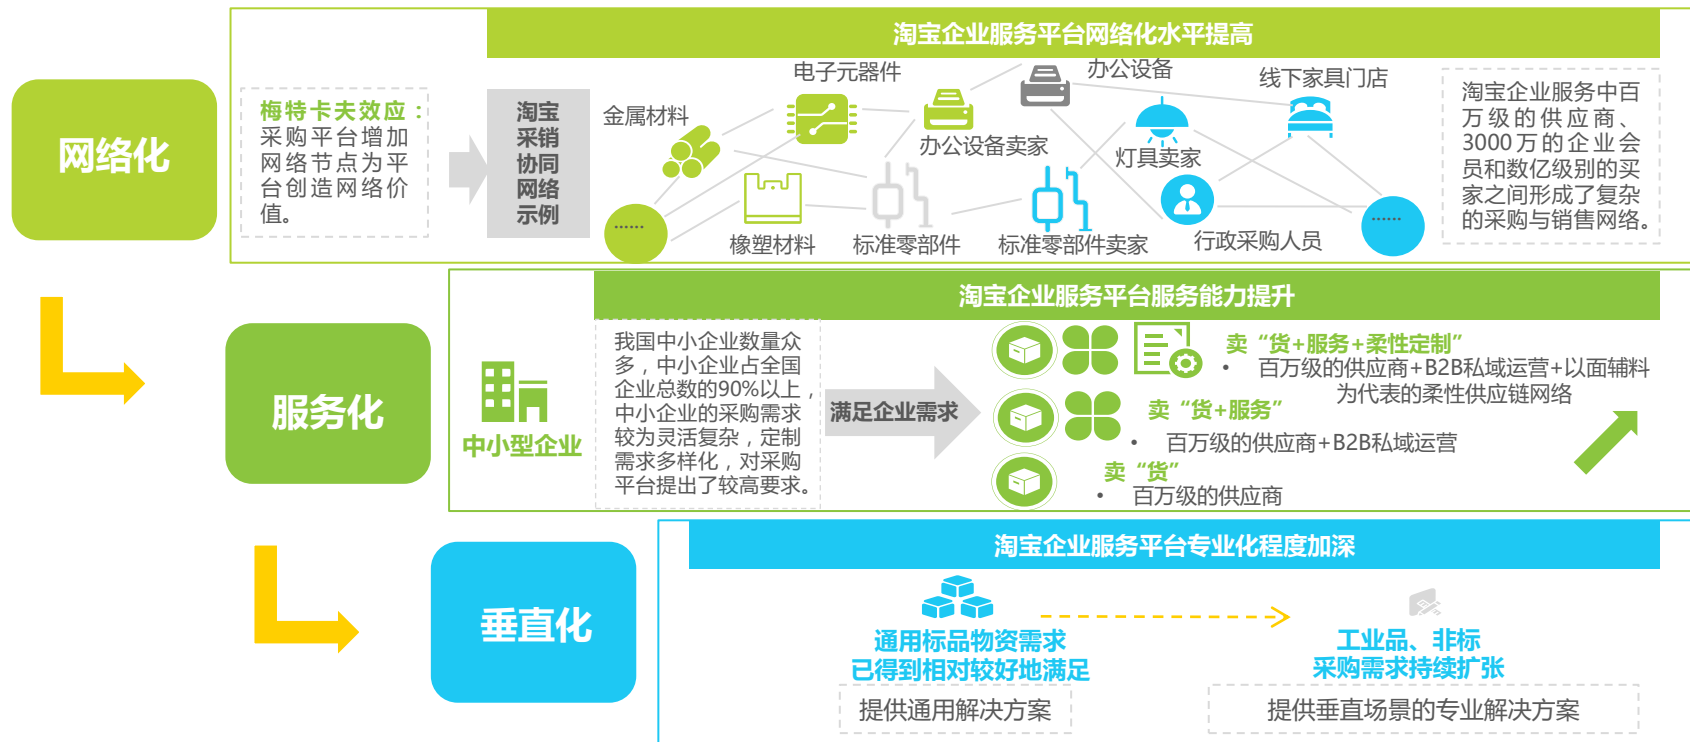 淘宝企业服务平台网络化水平提高
网络化
梅特卡夫效应：
采购平台增加
网络节点为平
台创造网络价
值。
淘宝
采销
协同
网络
示例
金属材料
电子元器件
办公设备卖家
办公设备
灯具卖家
线下家具门店
......
橡塑材料
标准零部件
标准零部件卖家
行政采购人员
......
淘宝企业服务中百
万级的供应商、
3000万的企业会
员和数亿级别的买
家之间形成了复杂
的采购与销售网络。
淘宝企业服务平台服务能力提升
服务化
中小型企业
我国中小企业数量众
多，中小企业占全国
企业总数的90%以上，
中小企业的采购需求
较为灵活复杂，定制
需求多样化，对采购
平台提出了较高要求。
满足企业需求
卖“货+服务+柔性定制”
• 百万级的供应商+B2B私域运营+以面辅料
为代表的柔性供应链网络
卖“货+服务”
• 百万级的供应商+B2B私域运营
卖“货”
• 百万级的供应商
淘宝企业服务平台专业化程度加深
垂直化
通用标品物资需求
已得到相对较好地满足
提供通用解决方案
工业品、非标
采购需求持续扩张
提供垂直场景的专业解决方案